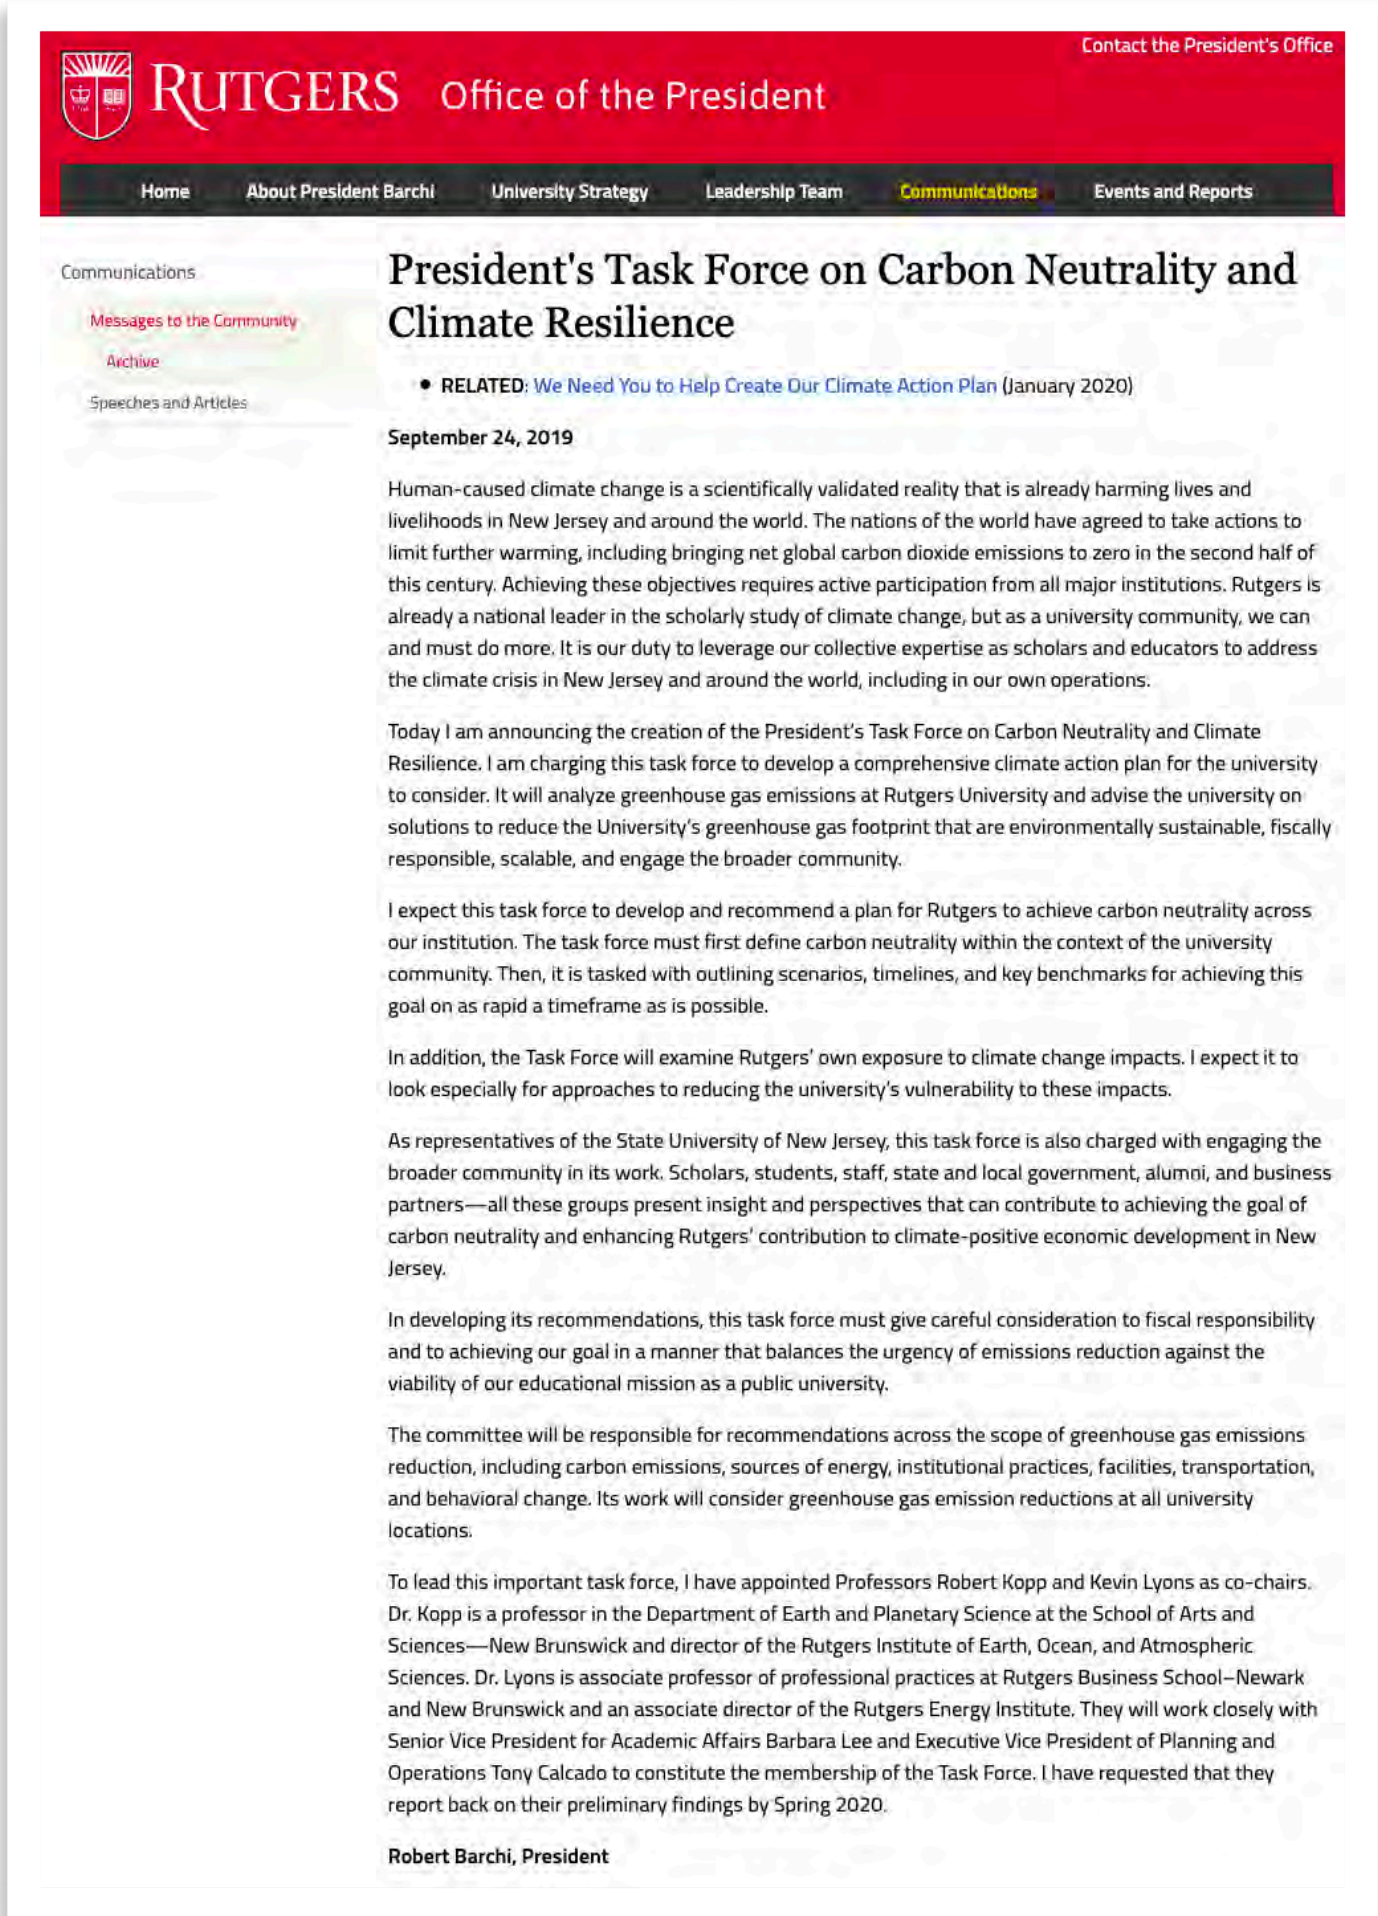 Contact the President's Office
RUTGERS Office of the President
Home About President Barchi University Strategy Leadership Team Communications Events and Reports
Communications
Messages to the Community
Archive
Speeches and Articles
President's Task Force on Carbon Neutrality and
Climate Resilience
• RELATED: We Need You to Help Create Our Climate Action Plan (January 2020)
September 24, 2019
Human-caused climate change is a scientifically validated reality that is already harming lives and
livelihoods in New Jersey and around the world. The nations of the world have agreed to take actions to
limit further warming, including bringing net global carbon dioxide emissions to zero in the second half of
this century. Achieving these objectives requires active participation from all major institutions. Rutgers is
already a national leader in the scholarly study of climate change, but as a university community, we can
and must do more. It is our duty to leverage our collective expertise as scholars and educators to address
the climate crisis in New Jersey and around the world, including in our own operations.
Today I am announcing the creation of the President's Task Force on Carbon Neutrality and Climate
Resilience. I am charging this task force to develop a comprehensive climate action plan for the university
to consider. It will analyze greenhouse gas emissions at Rutgers University and advise the university on
solutions to reduce the University's greenhouse gas footprint that are environmentally sustainable, fiscally
responsible, scalable, and engage the broader community.
I expect this task force to develop and recommend a plan for Rutgers to achieve carbon neutrality across
our institution. The task force must first define carbon neutrality within the context of the university
community. Then, it is tasked with outlining scenarios, timelines, and key benchmarks for achieving this
goal on as rapid a timeframe as is possible.
In addition, the Task Force will examine Rutgers' own exposure to climate change impacts. I expect it to
look especially for approaches to reducing the university's vulnerability to these impacts.
As representatives of the State University of New Jersey, this task force is also charged with engaging the
broader community in its work. Scholars, students, staff, state and local government, alumni, and business
partners—all these groups present insight and perspectives that can contribute to achieving the goal of
carbon neutrality and enhancing Rutgers' contribution to climate-positive economic development in New
Jersey.
In developing its recommendations, this task force must give careful consideration to fiscal responsibility
and to achieving our goal in a manner that balances the urgency of emissions reduction against the
viability of our educational mission as a public university.
The committee will be responsible for recommendations across the scope of greenhouse gas emissions
reduction, including carbon emissions, sources of energy, institutional practices, facilities, transportation,
and behavioral change. Its work will consider greenhouse gas emission reductions at all university
locations.
To lead this important task force, I have appointed Professors Robert Kopp and Kevin Lyons as co-chairs.
Dr. Kopp is a professor in the Department of Earth and Planetary Science at the School of Arts and
Sciences—New Brunswick and director of the Rutgers Institute of Earth, Ocean, and Atmospheric
Sciences. Dr. Lyons is associate professor of professional practices at Rutgers Business School–Newark
and New Brunswick and an associate director of the Rutgers Energy Institute. They will work closely with
Senior Vice President for Academic Affairs Barbara Lee and Executive Vice President of Planning and
Operations Tony Calcado to constitute the membership of the Task Force. I have requested that they
report back on their preliminary findings by Spring 2020.
Robert Barchi, President